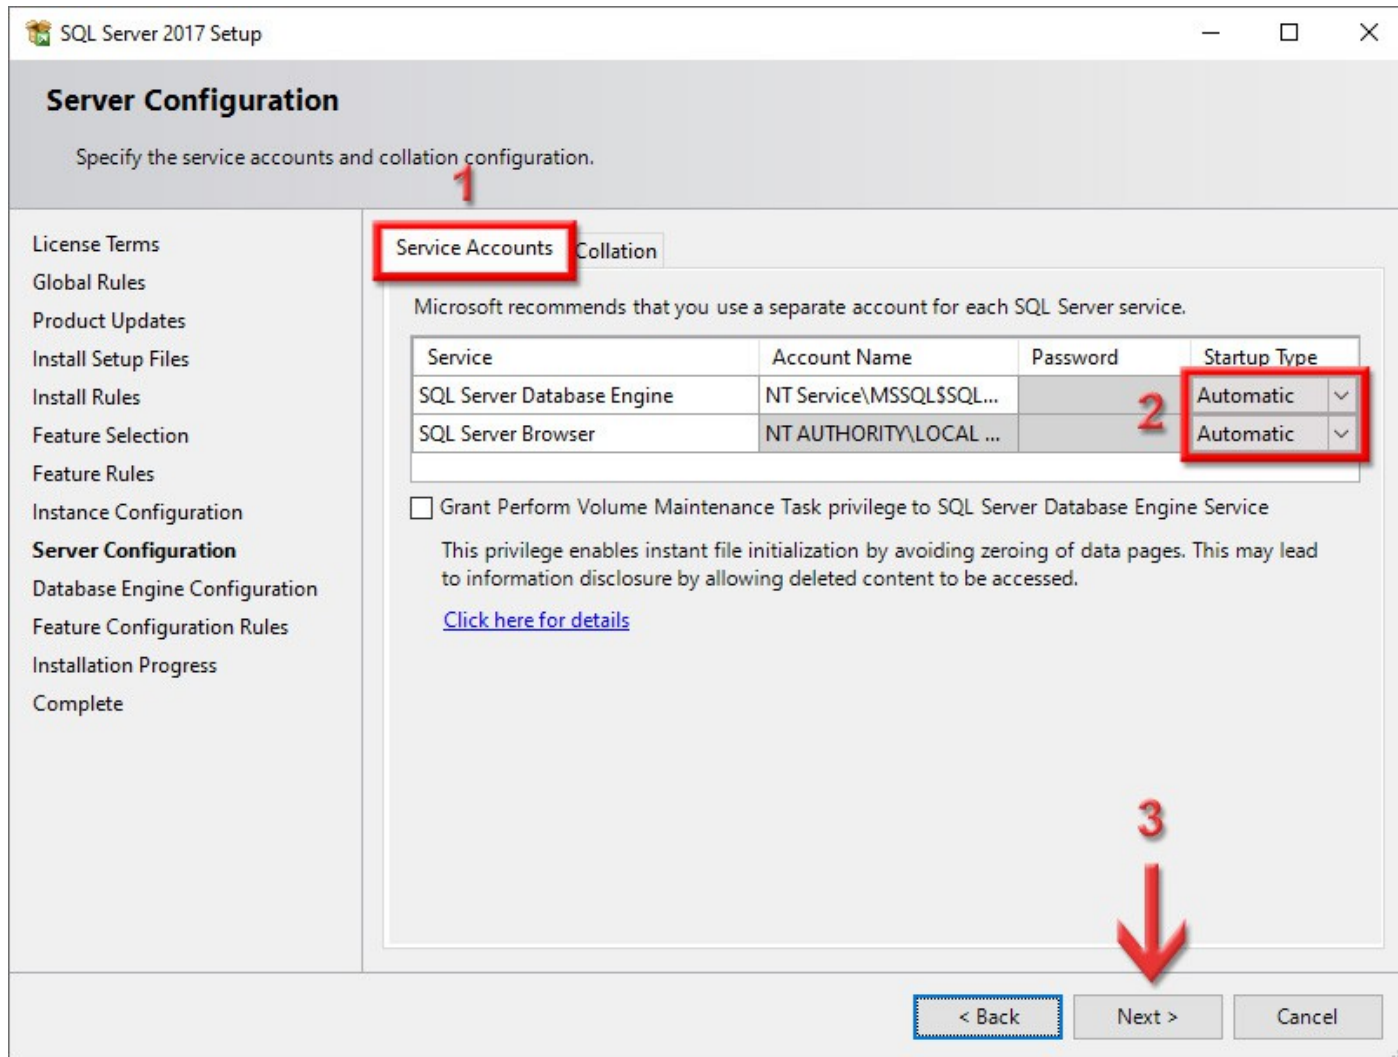 SQL Server 2017 Setup
Server Configuration
Specify the service accounts and collation configuration.
1
License Terms
Global Rules
Product Updates
Install Setup Files
Install Rules
Feature Selection
Feature Rules
Instance Configuration
Server Configuration
Database Engine Configuration
Feature Configuration Rules
Installation Progress
Complete
Service Accounts Collation
Microsoft recommends that you use a separate account for each SQL Server service.
Service Account Name Password Startup Type
SQL Server Database Engine NT Service\MSSQL$SQL... Automatic
2
SQL Server Browser NT AUTHORITY\LOCAL ... Automatic
Grant Perform Volume Maintenance Task privilege to SQL Server Database Engine Service
This privilege enables instant file initialization by avoiding zeroing of data pages. This may lead
to information disclosure by allowing deleted content to be accessed.
Click here for details
3
< Back Next > Cancel